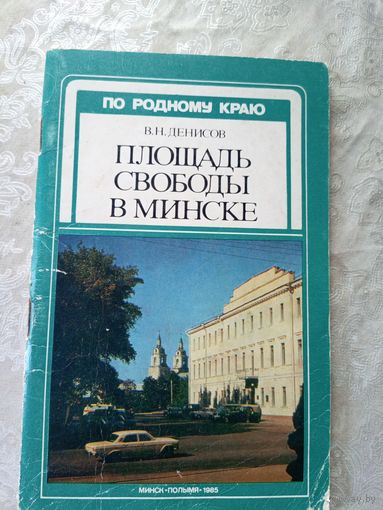 ПО РОДНОМУ КРАЮ
В.Н.ДЕНИСОВ
ПЛОЩАДЬ
СВОБОДЫ
В МИНСКЕ
МИНСК·ПОЛЫМЯ·1985